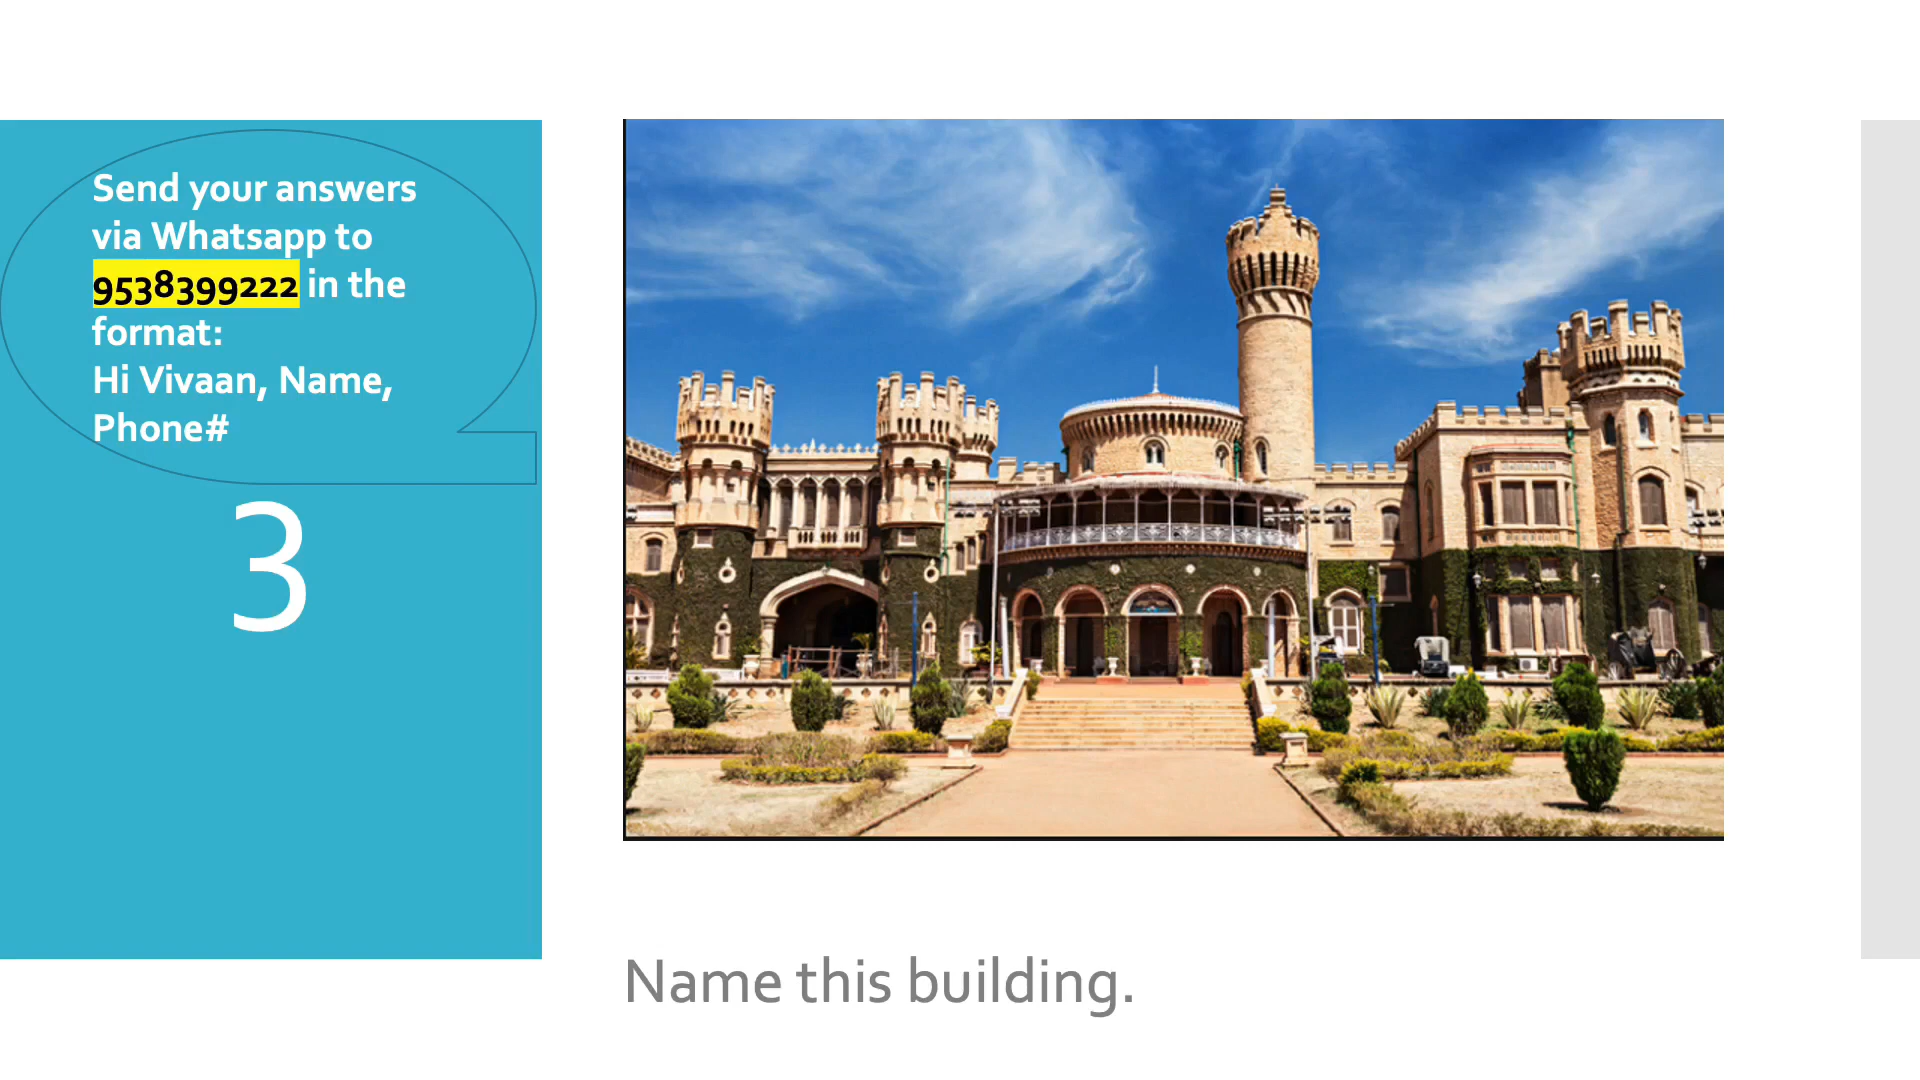 Send your answers
via Whatsapp to
9538399222 in the
format:
Hi Vivaan, Name,
Phone#
3
Name this building.